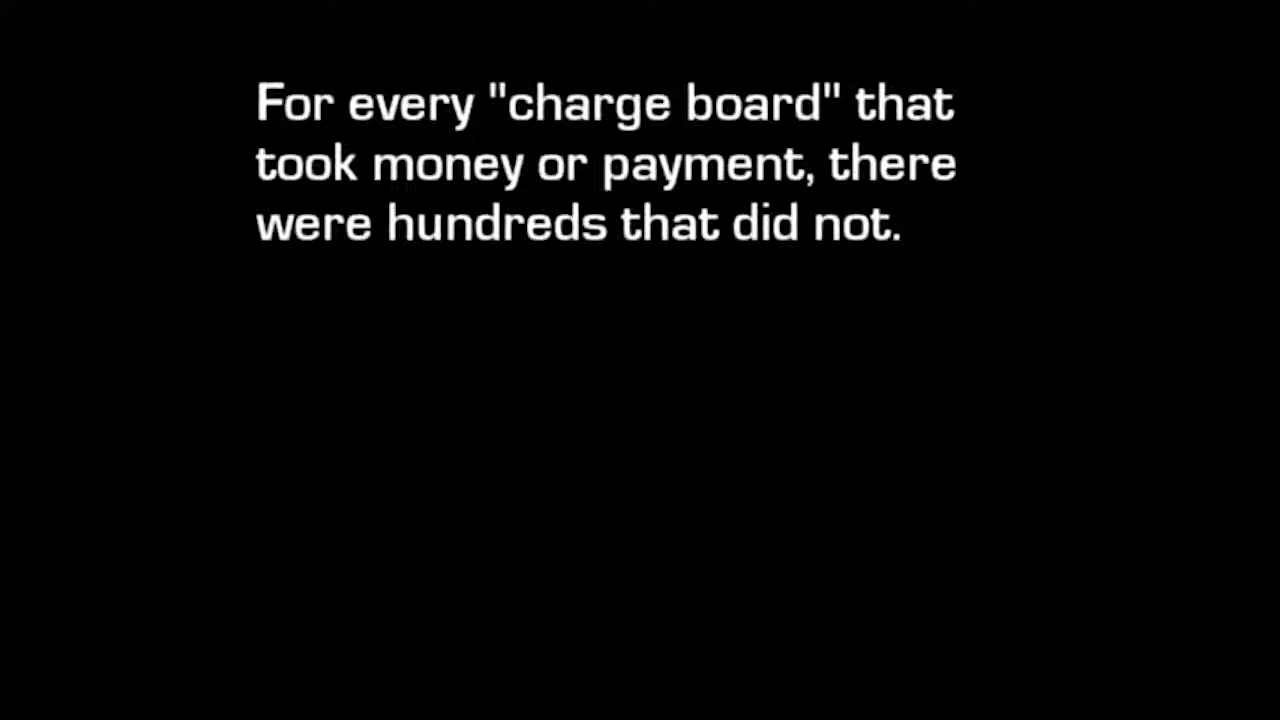 For every "charge board" that
took money or payment, there
were hundreds that did not.